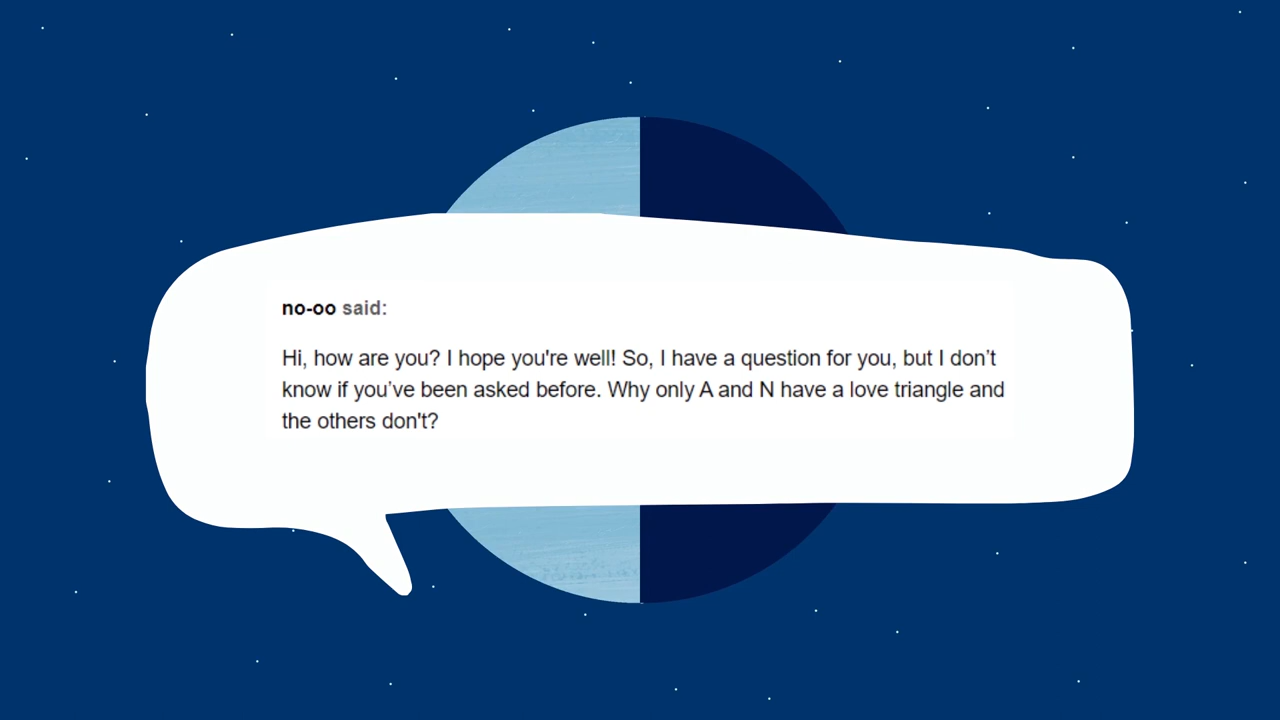 no-oo said:
Hi, how are you? I hope you're well! So, I have a question for you, but I don’t
know if you’ve been asked before. Why only A and N have a love triangle and
the others don't?